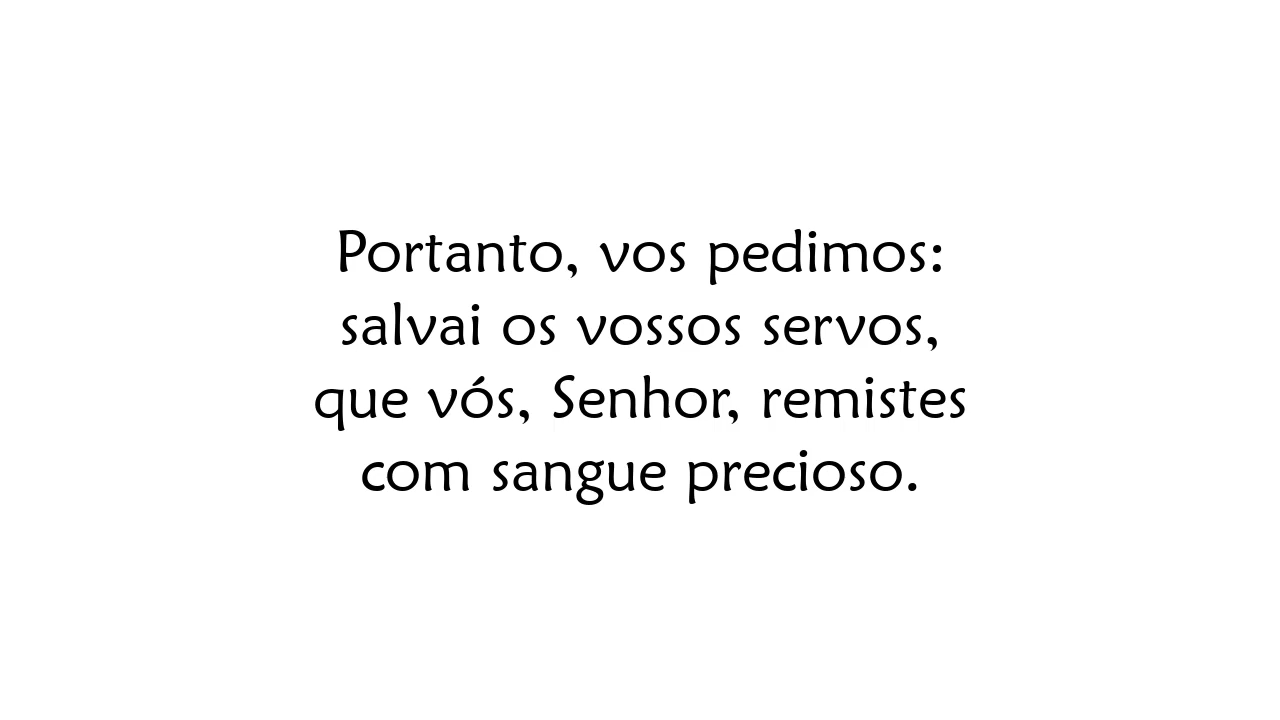 Portanto, vos pedimos:
salvai os vossos servos,
que vós, Senhor, remistes
com sangue precioso.